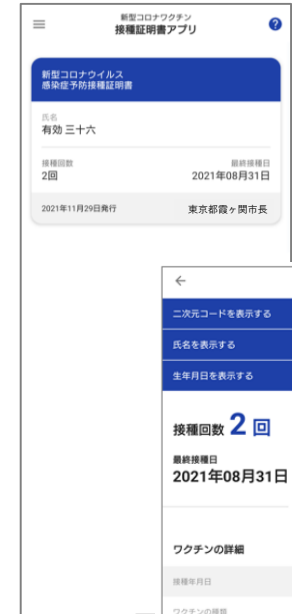 新型コロナワクチン
接種証明書アプリ
?
新型コロナウイルス
感染症予防接種証明書
氏名
有効 三十六
接種回数
最終接種日
2回
2021年08月31日
2021年11月29日発行
東京都霞ヶ関市長
←
二次元コードを表示する
氏名を表示する
生年月日を表示する
接種回数 2 回
最終接種日
2021年08月31日
ワクチンの詳細
接種年月日
ワクチンの種類